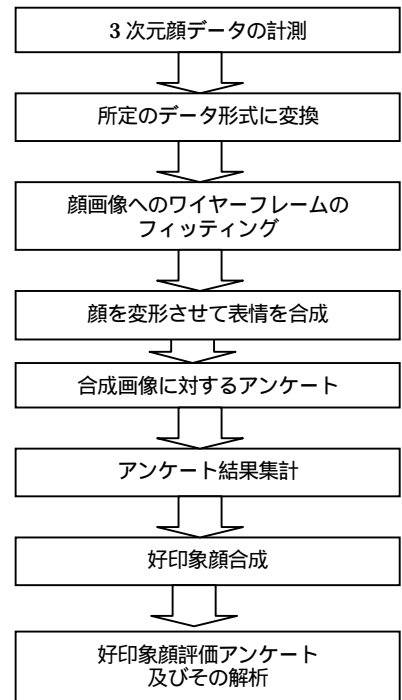 3 次元顔データの計測
所定のデータ形式に変換
顔画像へのワイヤーフレームの
フィッティング
顔を変形させて表情を合成
合成画像に対するアンケート
アンケート結果集計
好印象顔合成
好印象顔評価アンケート
及びその解析